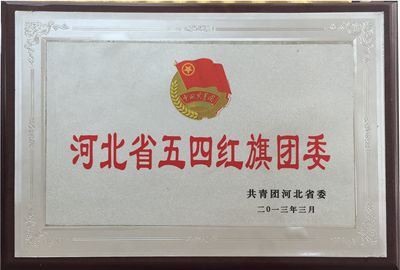 河北省五四红旗团委
共青团河北省委
二〇一三年三月